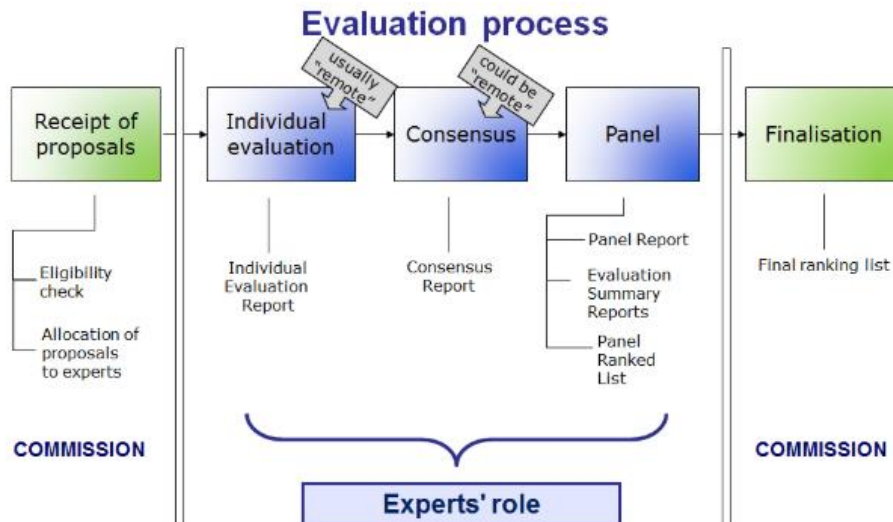 Evaluation process
usually
"remote"
could be
"remote"
Receipt of
proposals
Individual
evaluation
Consensus
Panel
Finalisation
Eligibility
check
Allocation of
proposals
to experts
Individual
Evaluation
Report
Consensus
Report
Panel Report
Evaluation
Summary
Reports
Panel
Ranked
List
Final ranking list
COMMISSION
COMMISSION
Experts' role